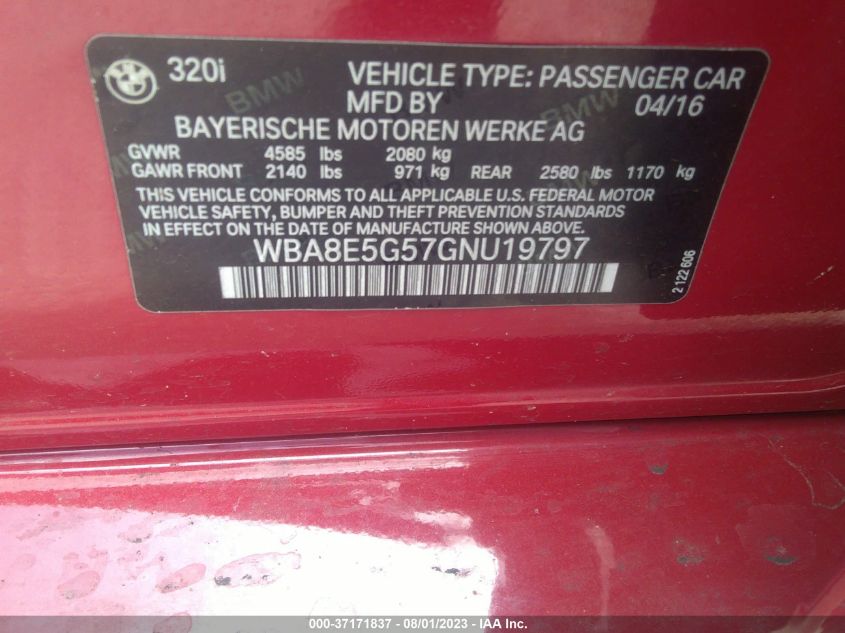 BMW 320i VEHICLE TYPE: PASSENGER CAR
MFD BY 04/16
BAYERISCHE MOTOREN WERKE AG
GVWR 4585 lbs 2080 kg
GAWR FRONT 2140 lbs 971 kg REAR 2580 lbs 1170 kg
THIS VEHICLE CONFORMS TO ALL APPLICABLE U.S. FEDERAL MOTOR
VEHICLE SAFETY, BUMPER AND THEFT PREVENTION STANDARDS
IN EFFECT ON DATE OF MANUFACTURE SHOWN ABOVE.
WBA8E5G57GNU19797
2 122 606
BMW
BMW
000-37171837 - 08/01/2023 - IAA Inc.